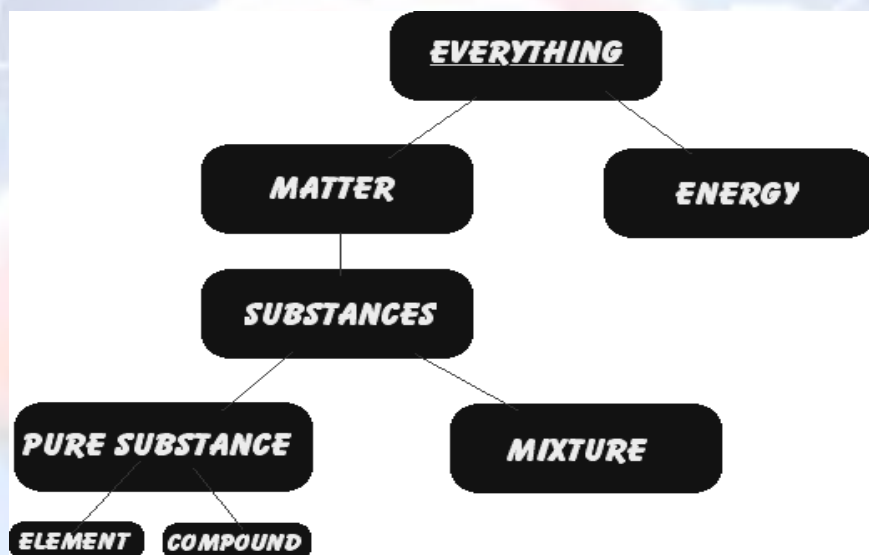 EVERYTHING
MATTER
ENERGY
SUBSTANCES
PURE SUBSTANCE
MIXTURE
ELEMENT
COMPOUND